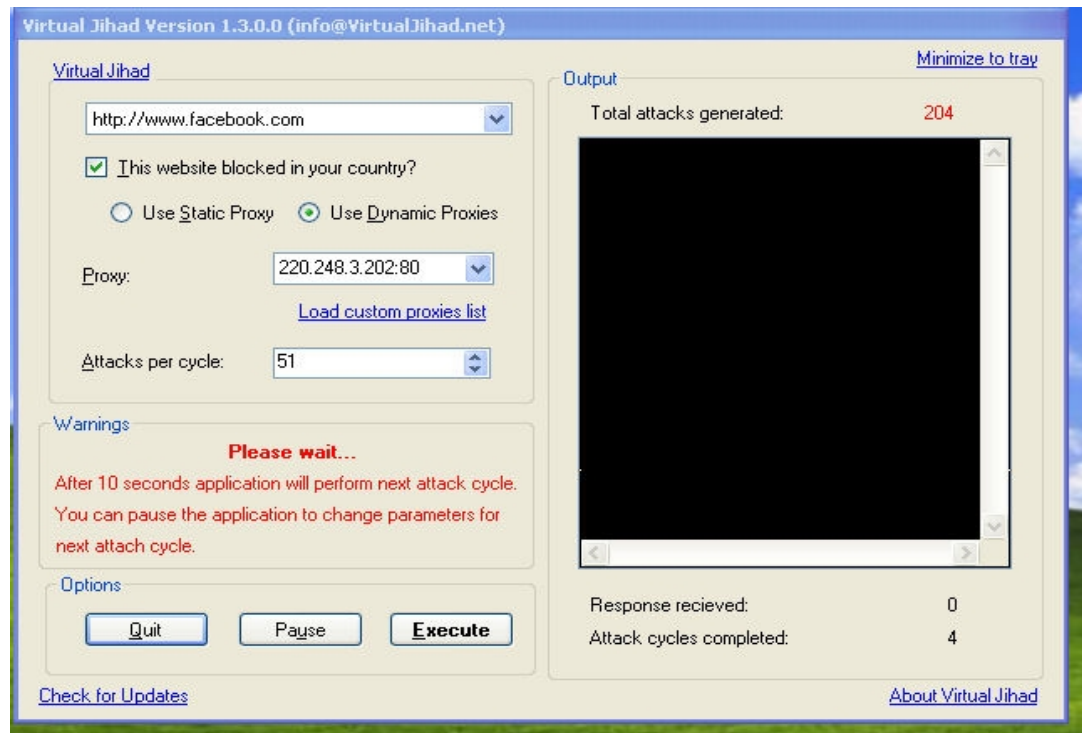 Virtual Jihad Version 1.3.0.0 (info@VirtualJihad.net)
Minimize to tray
Virtual Jihad
http://www.facebook.com
This website blocked in your country?
Use Static Proxy
Use Dynamic Proxies
Proxy:
220.248.3.202:80
Load custom proxies list
Attacks per cycle:
51
Warnings
Please wait...
After 10 seconds application will perform next attack cycle.
You can pause the application to change parameters for
next attach cycle.
Options
Quit
Pause
Execute
Check for Updates
Output
Total attacks generated:
204
Response recieved:
0
Attack cycles completed:
4
About Virtual Jihad